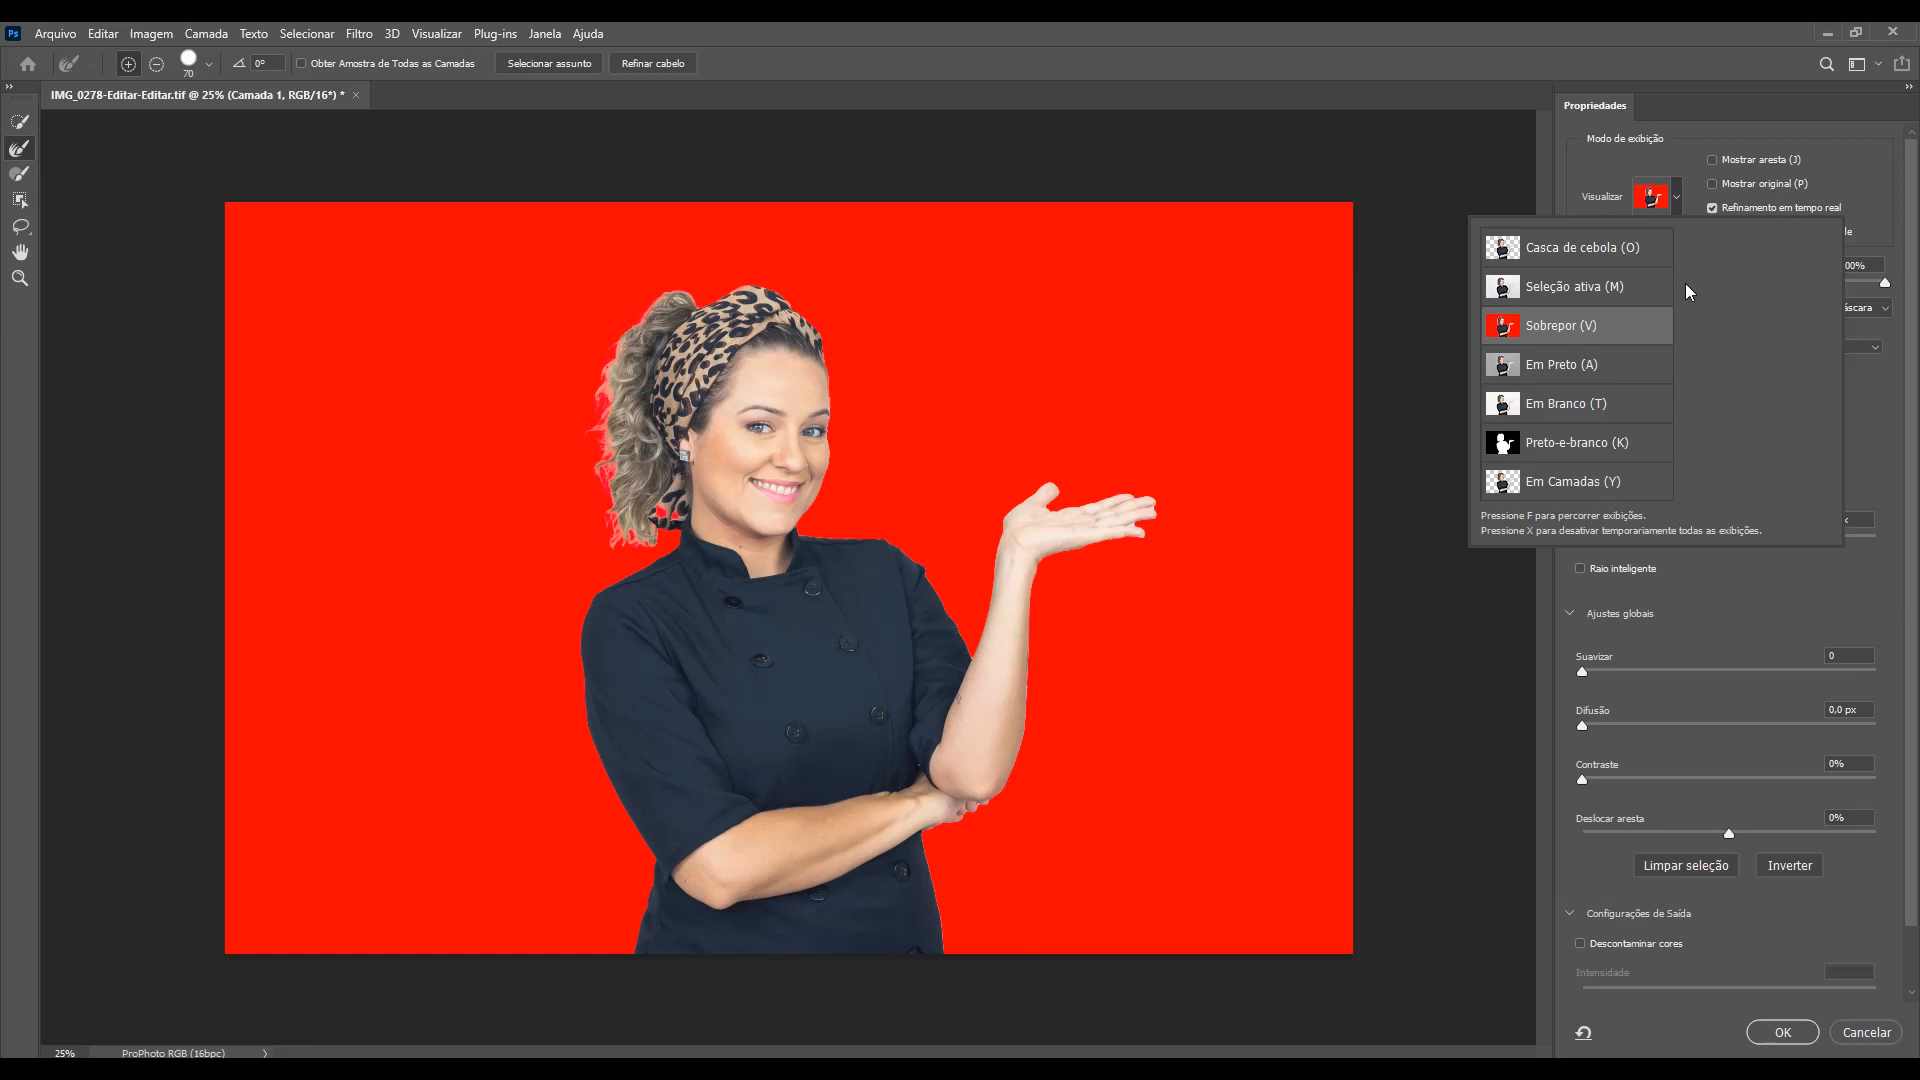 Ps Arquivo Editar Imagem Camada Texto Selecionar Filtro 3D Visualizar Plug-ins Janela Ajuda
70 0° Obter Amostra de Todas as Camadas Selecionar assunto Refinar cabelo
IMG_0278-Editar-Editar.tif @ 25% (Camada 1, RGB/16*) * ×
Propriedades
Modo de exibição
Mostrar aresta (J)
Mostrar original (P)
Visualizar
Refinamento em tempo real
le
Casca de cebola (O)
00%
Seleção ativa (M)
áscara
Sobrepor (V)
Em Preto (A)
Em Branco (T)
Preto-e-branco (K)
Em Camadas (Y)
Pressione F para percorrer exibições.
Pressione X para desativar temporariamente todas as exibições.
Raio inteligente
Ajustes globais
Suavizar 0
Difusão 0,0 px
Contraste 0%
Deslocar aresta 0%
Limpar seleção Inverter
Configurações de Saída
Descontaminar cores
Intensidade
OK Cancelar
25% ProPhoto RGB (16bpc)